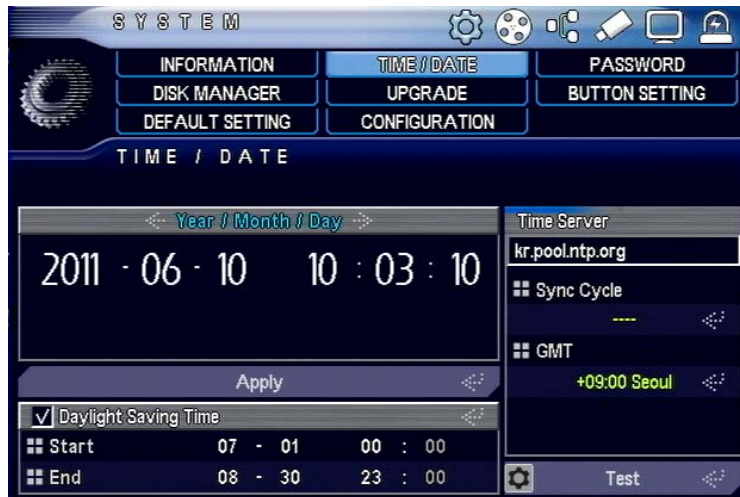 SYSTEM
INFORMATION TIME / DATE PASSWORD
DISK MANAGER UPGRADE BUTTON SETTING
DEFAULT SETTING CONFIGURATION
TIME / DATE
Year / Month / Day
2011 - 06 - 10 10 : 03 : 10
Apply
Daylight Saving Time
Start 07 - 01 00 : 00
End 08 - 30 23 : 00
Time Server
kr.pool.ntp.org
Sync Cycle
----
GMT
+09:00 Seoul
Test